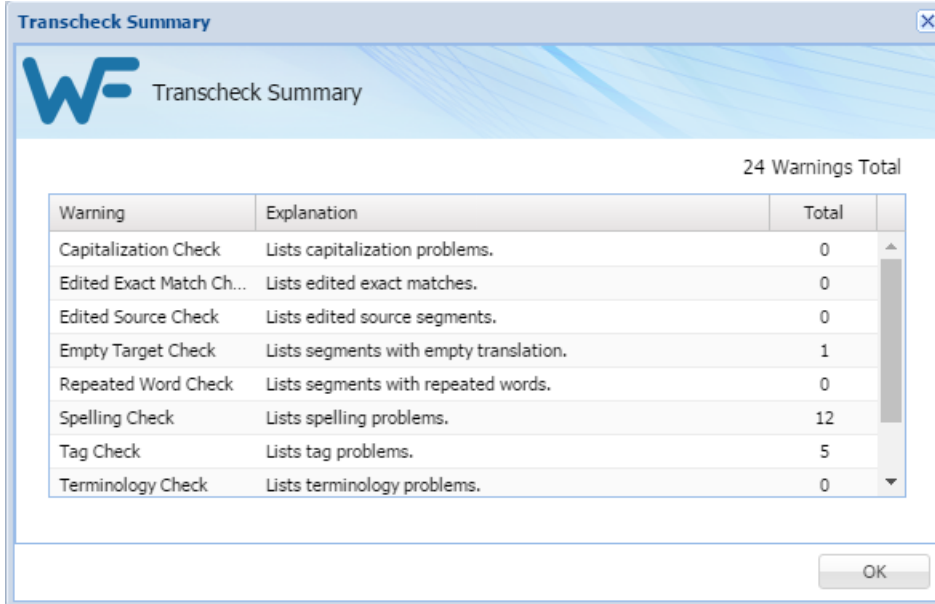 Transcheck Summary
WF Transcheck Summary
24 Warnings Total
Warning Explanation Total
Capitalization Check Lists capitalization problems. 0
Edited Exact Match Ch... Lists edited exact matches. 0
Edited Source Check Lists edited source segments. 0
Empty Target Check Lists segments with empty translation. 1
Repeated Word Check Lists segments with repeated words. 0
Spelling Check Lists spelling problems. 12
Tag Check Lists tag problems. 5
Terminology Check Lists terminology problems. 0
OK